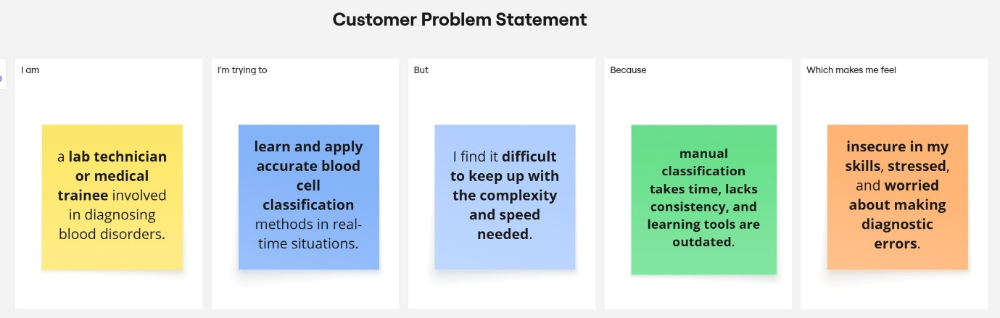 Customer Problem Statement
I am
a lab technician
or medical
trainee involved
in diagnosing
blood disorders.
I'm trying to
learn and apply
accurate blood
cell
classification
methods in real-
time situations.
But
I find it difficult
to keep up with
the complexity
and speed
needed.
Because
manual
classification
takes time, lacks
consistency, and
learning tools are
outdated.
Which makes me feel
insecure in my
skills, stressed,
and worried
about making
diagnostic
errors.